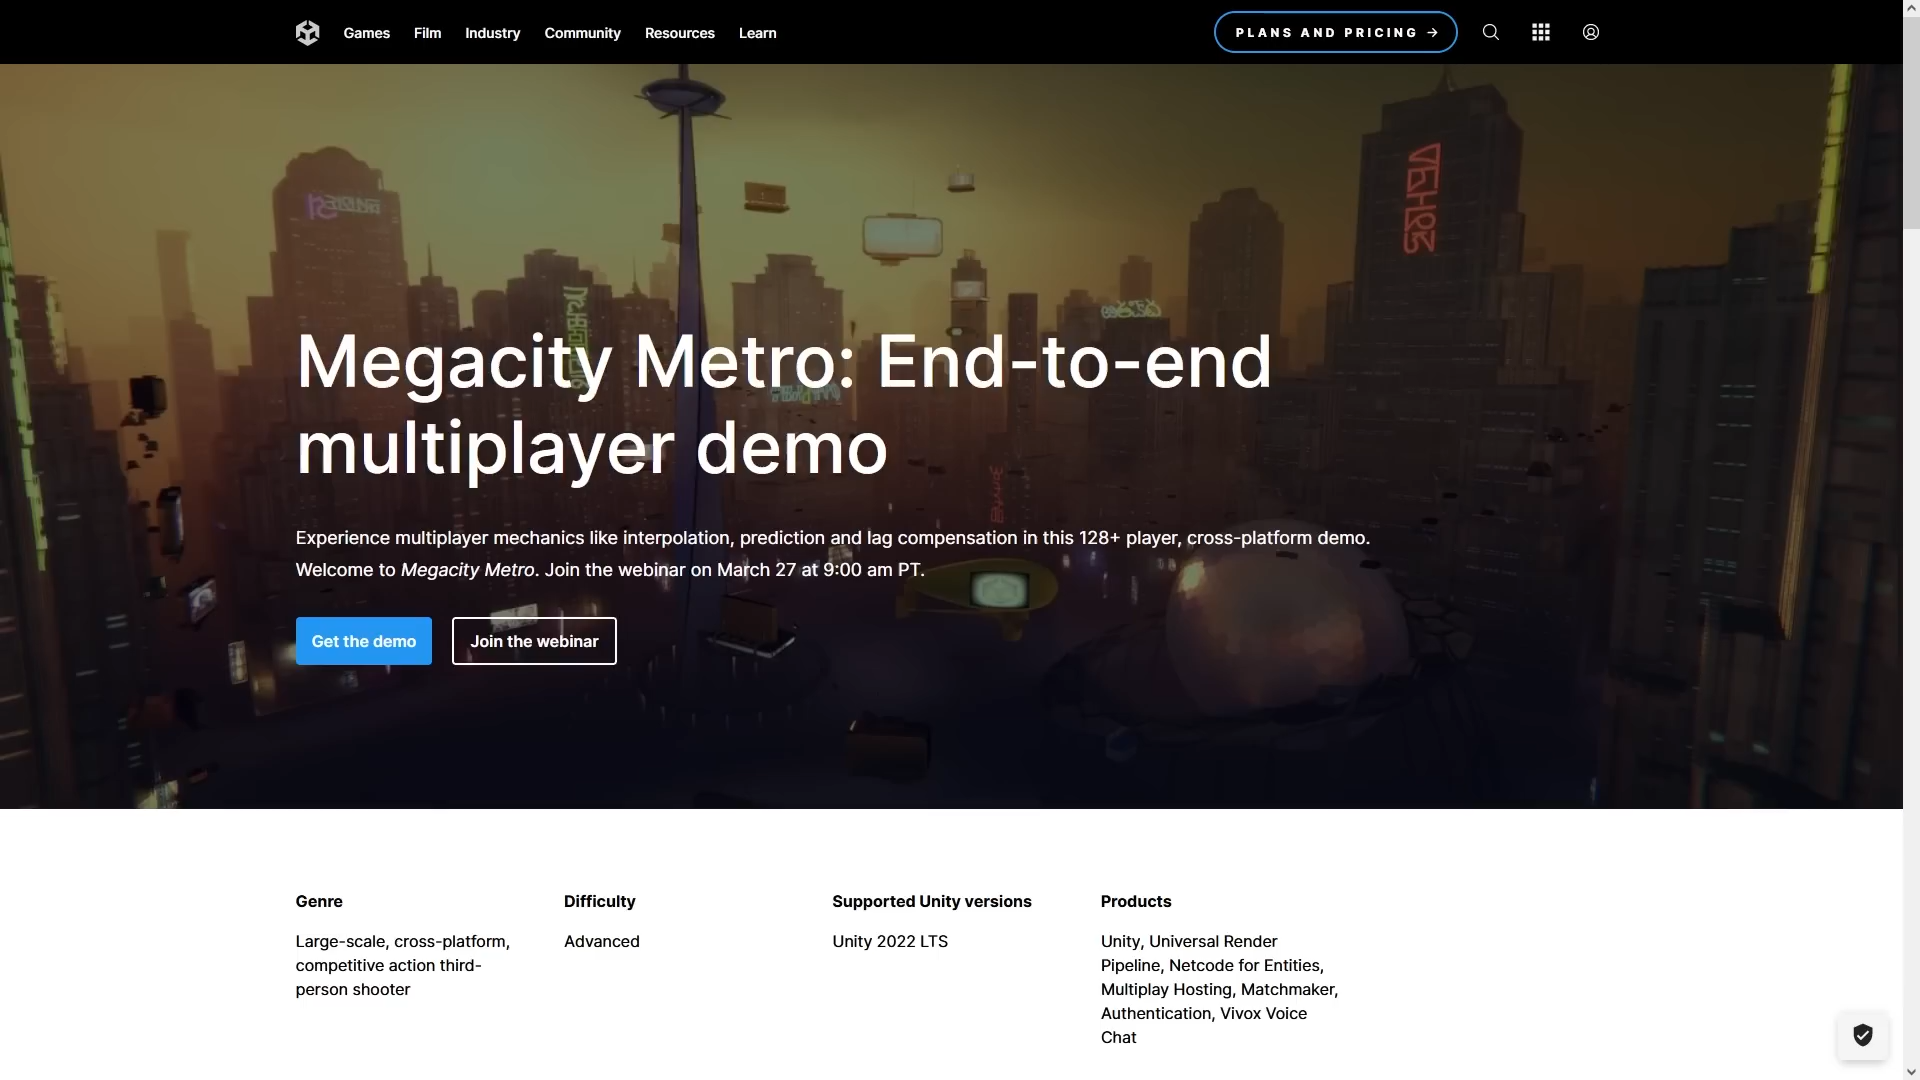 Games Film Industry Community Resources Learn PLANS AND PRICING →
Megacity Metro: End-to-end
multiplayer demo
Experience multiplayer mechanics like interpolation, prediction and lag compensation in this 128+ player, cross-platform demo.
Welcome to Megacity Metro. Join the webinar on March 27 at 9:00 am PT.
Get the demo Join the webinar
Genre
Large-scale, cross-platform,
competitive action third-
person shooter
Difficulty
Advanced
Supported Unity versions
Unity 2022 LTS
Products
Unity, Universal Render
Pipeline, Netcode for Entities,
Multiplay Hosting, Matchmaker,
Authentication, Vivox Voice
Chat